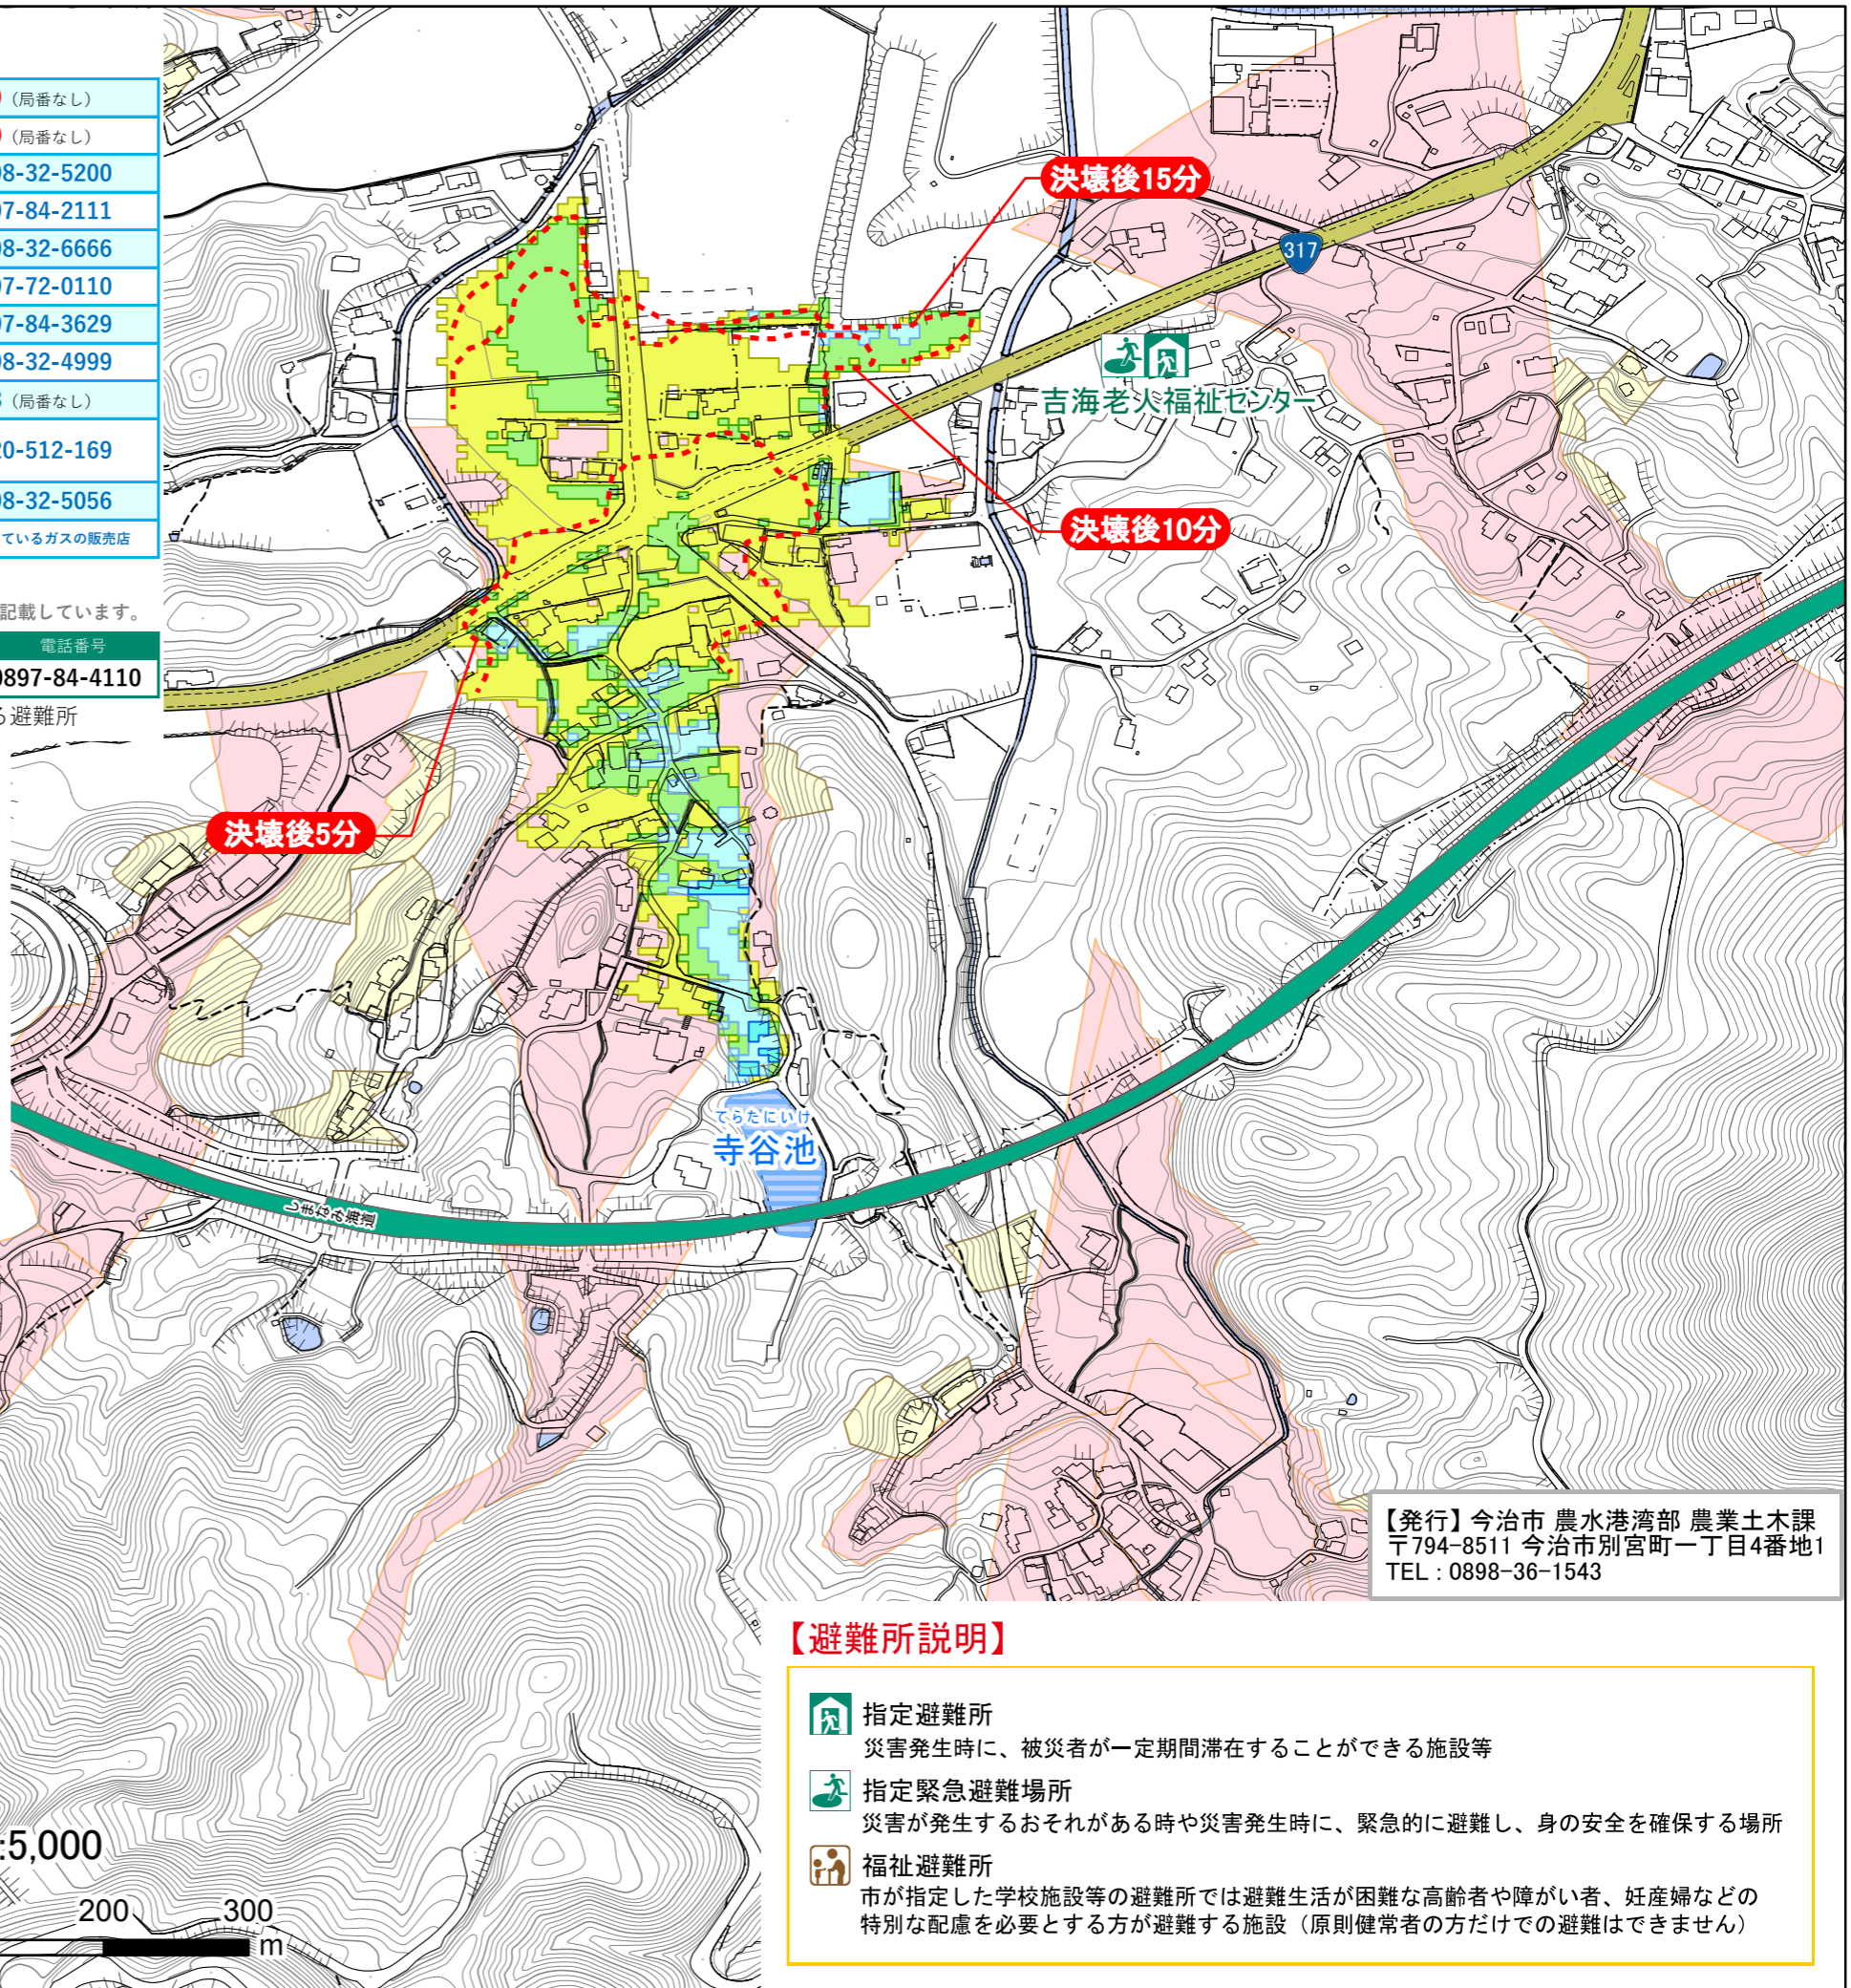 （局番なし）
（局番なし）
98-32-5200
97-84-2111
98-32-6666
97-72-0110
97-84-3629
98-32-4999
（局番なし）
20-512-169
98-32-5056
ているガスの販売店
記載しています。
電話番号
0897-84-4110
る避難所
決壊後15分
317
吉海老人福祉センター
決壊後10分
決壊後5分
てらたにいけ
寺谷池
しまなみ海道
【発行】今治市 農水港湾部 農業土木課
〒794-8511 今治市別宮町一丁目4番地1
TEL：0898-36-1543
【避難所説明】
指定避難所
災害発生時に、被災者が一定期間滞在することができる施設等
指定緊急避難場所
災害が発生するおそれがある時や災害発生時に、緊急的に避難し、身の安全を確保する場所
福祉避難所
市が指定した学校施設等の避難所では避難生活が困難な高齢者や障がい者、妊産婦などの
特別な配慮を必要とする方が避難する施設（原則健常者の方だけでの避難はできません）
:5,000
200 300
m